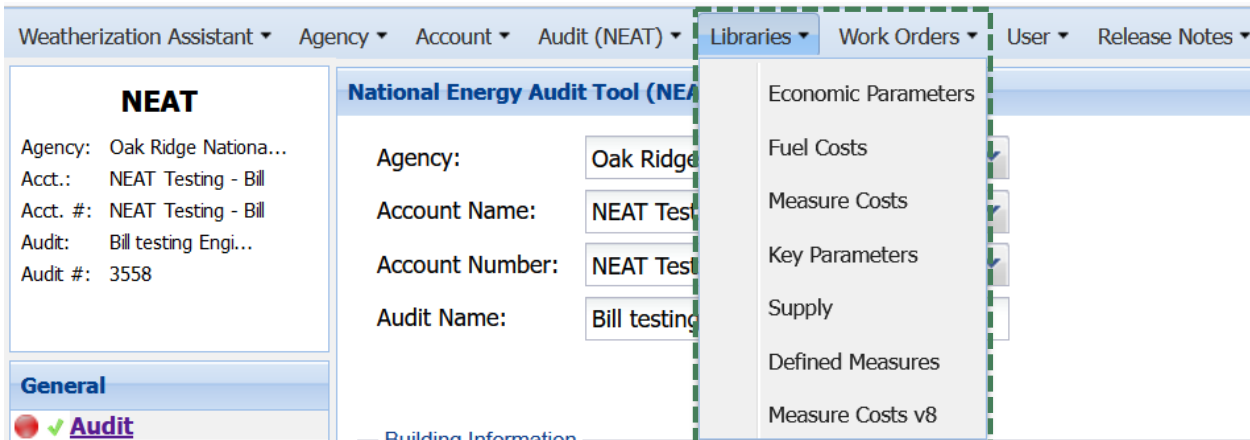 Weatherization Assistant Agency Account Audit (NEAT) Libraries Work Orders User Release Notes
NEAT
Agency: Oak Ridge Nationa...
Acct.: NEAT Testing - Bill
Acct. #: NEAT Testing - Bill
Audit: Bill testing Engi...
Audit #: 3558
General
Audit
National Energy Audit Tool (NEA
Agency: Oak Ridge
Account Name: NEAT Test
Account Number: NEAT Test
Audit Name: Bill testing
Building Information
Economic Parameters
Fuel Costs
Measure Costs
Key Parameters
Supply
Defined Measures
Measure Costs v8